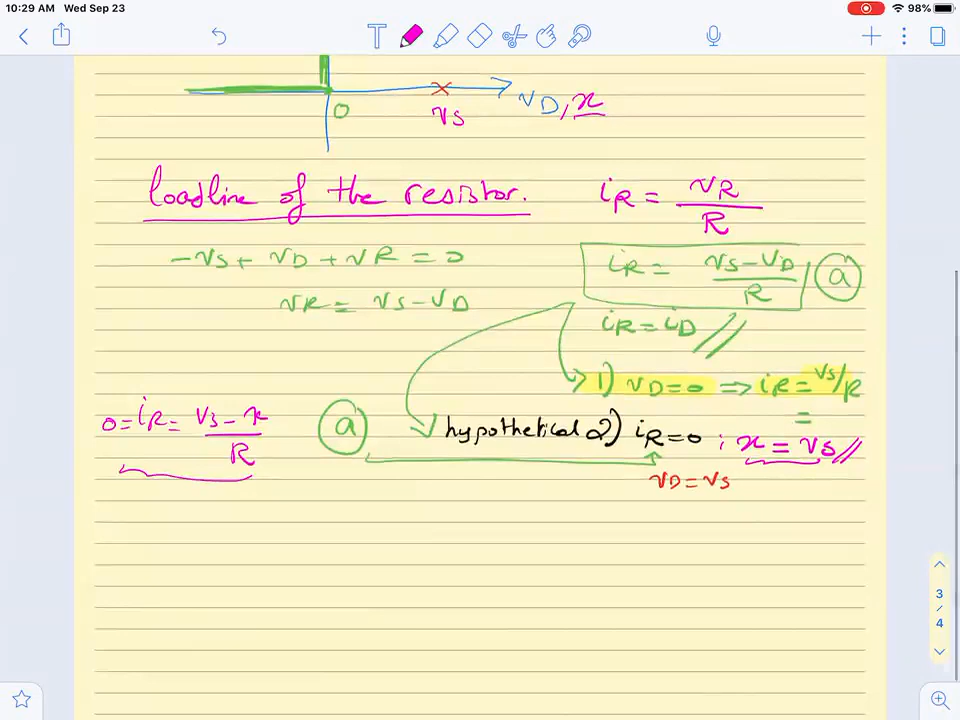 10:29 AM Wed Sep 23
98%
0
vS
vD, x
loadline of the resistor. iR = vR/R
-vS + vD + vR = 0
iR = (vS - vD)/R (a)
vR = vS - vD
iR = iD //
1) vD = 0 => iR = vS/R
=
0 = iR = (vS - x)/R
(a) hypothetical 2) iR = 0 ; x = vS //
vD = vS
3
/
4